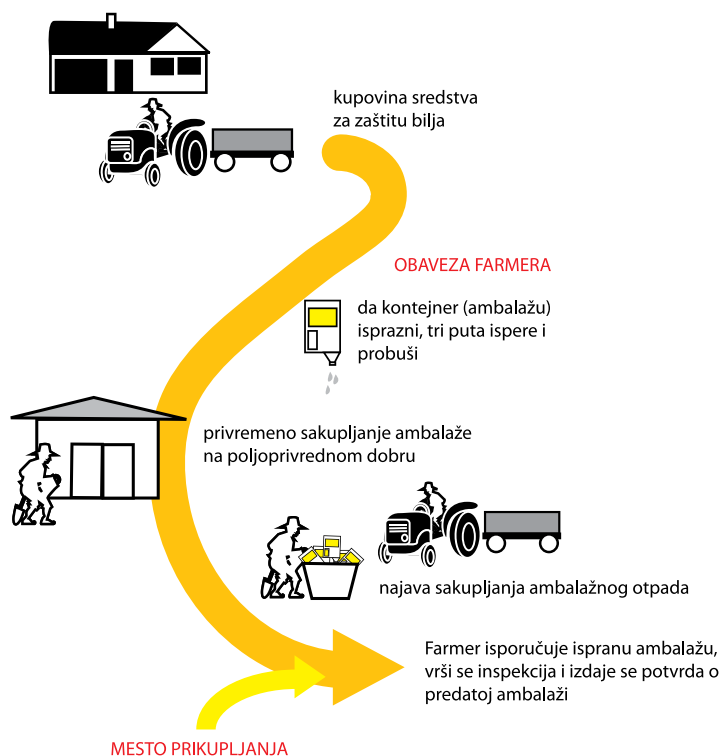 kupovina sredstva
za zaštitu bilja
OBAVEZA FARMERA
da kontejner (ambalažu)
isprazni, tri puta ispere i
probuši
privremeno sakupljanje ambalaže
na poljoprivrednom dobru
najava sakupljanja ambalažnog otpada
Farmer isporučuje ispranu ambalažu,
vrši se inspekcija i izdaje se potvrda o
predatoj ambalaži
MESTO PRIKUPLJANJA